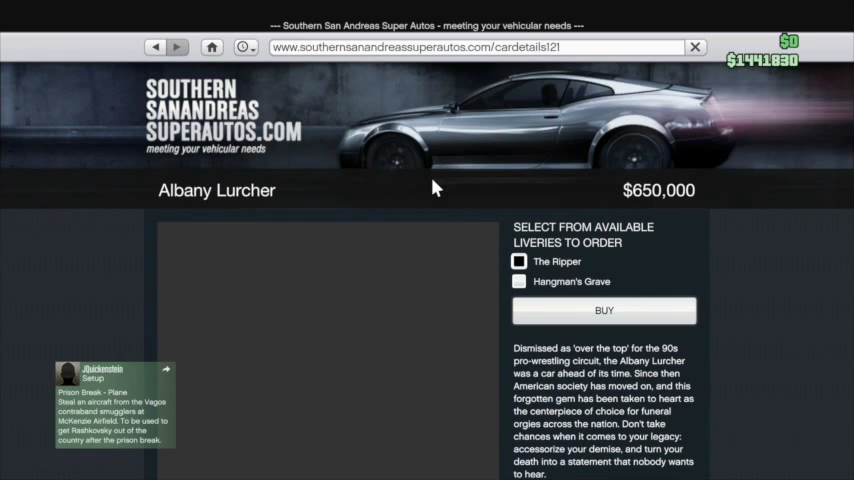 --- Southern San Andreas Super Autos - meeting your vehicular needs ---
www.southernsanandreassuperautos.com/cardetails121
$0
$1441830
SOUTHERN
SANANDREAS
SUPERAUTOS.COM
meeting your vehicular needs
Albany Lurcher
$650,000
SELECT FROM AVAILABLE
LIVERIES TO ORDER
The Ripper
Hangman's Grave
BUY
Dismissed as 'over the top' for the 90s
pro-wrestling circuit, the Albany Lurcher
was a car ahead of its time. Since then
American society has moved on, and this
forgotten gem has been taken to heart as
the centerpiece of choice for funeral
orgies across the nation. Don't take
chances when it comes to your legacy:
accessorize your demise, and turn your
death into a statement that nobody wants
to hear.
JQuickenstein
Setup
Prison Break - Plane
Steal an aircraft from the Vagos
contraband smugglers at
McKenzie Airfield. To be used to
get Rashkovsky out of the
country after the prison break.